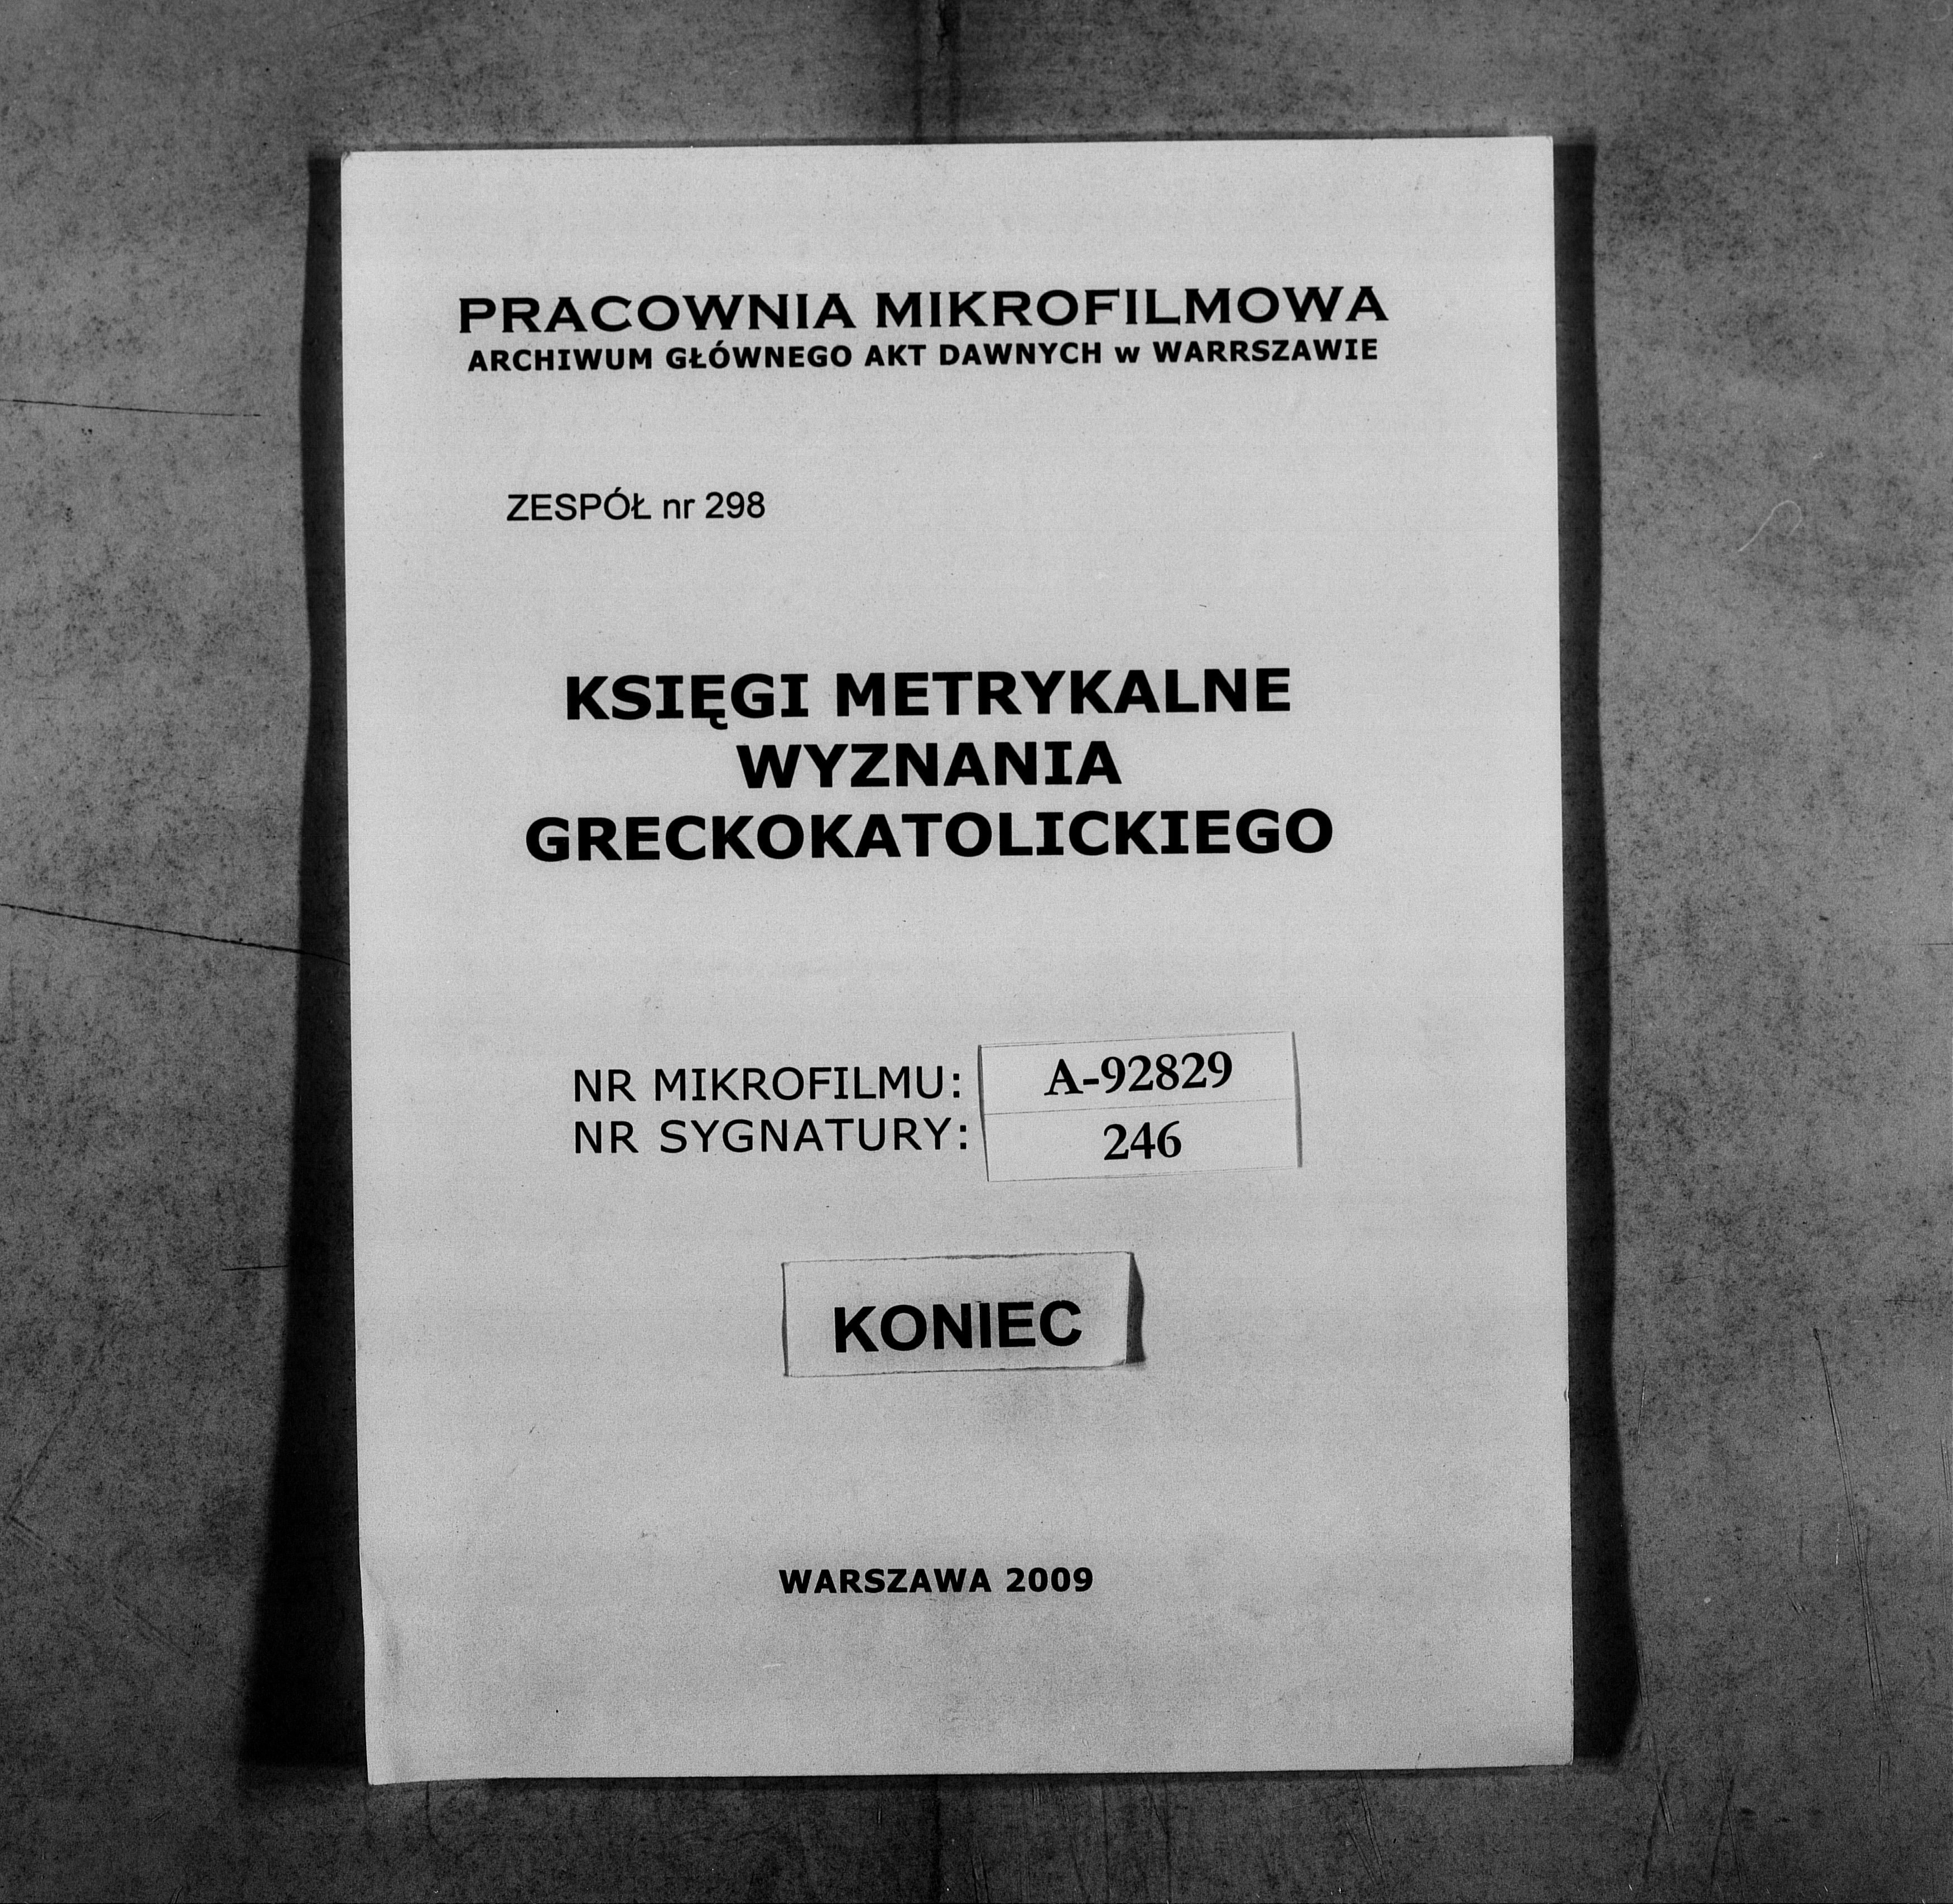 PRACOWNIA MIKROFILMOWA
ARCHIWUM GŁÓWNEGO AKT DAWNYCH w WARRSZAWIE
ZESPÓŁ nr 298
KSIĘGI METRYKALNE
WYZNANIA
GRECKOKATOLICKIEGO
NR MIKROFILMU: A-92829
NR SYGNATURY: 246
KONIEC
WARSZAWA 2009